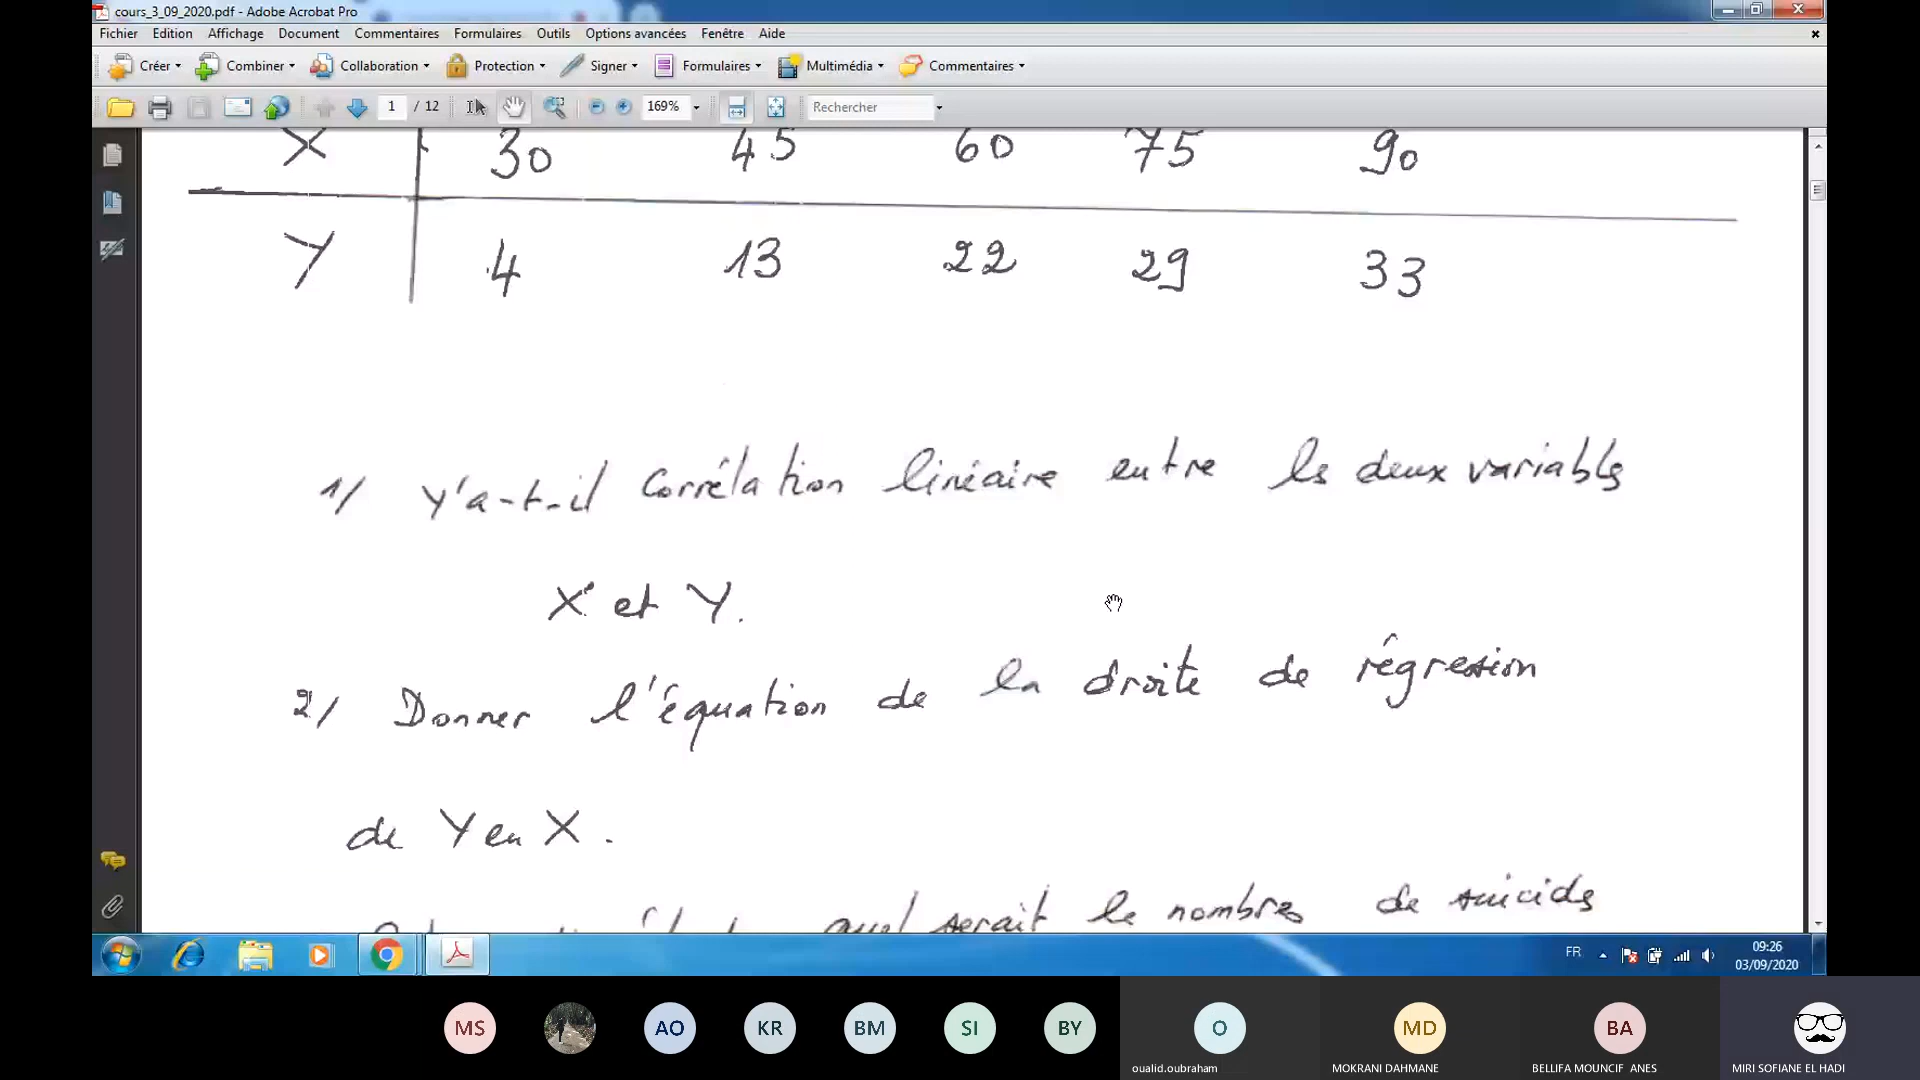 cours_3_09_2020.pdf - Adobe Acrobat Pro
Fichier Edition Affichage Document Commentaires Formulaires Outils Options avancées Fenêtre Aide
Créer Combiner Collaboration Protection Signer Formulaires Multimédia Commentaires
1 / 12 169% Rechercher
X 30 45 60 75 90
Y 4 13 22 29 33
1/ Y'a-t-il Corrélation linéaire entre ls deux variabls
X et Y.
2/ Donner l'équation de la droite de régression
de Y en X.
quel serait le nombres de suicids
FR 09:26
03/09/2020
MS AO KR BM SI BY O MD BA
oualid.oubraham MOKRANI DAHMANE BELLIFA MOUNCIF ANES MIRI SOFIANE EL HADI